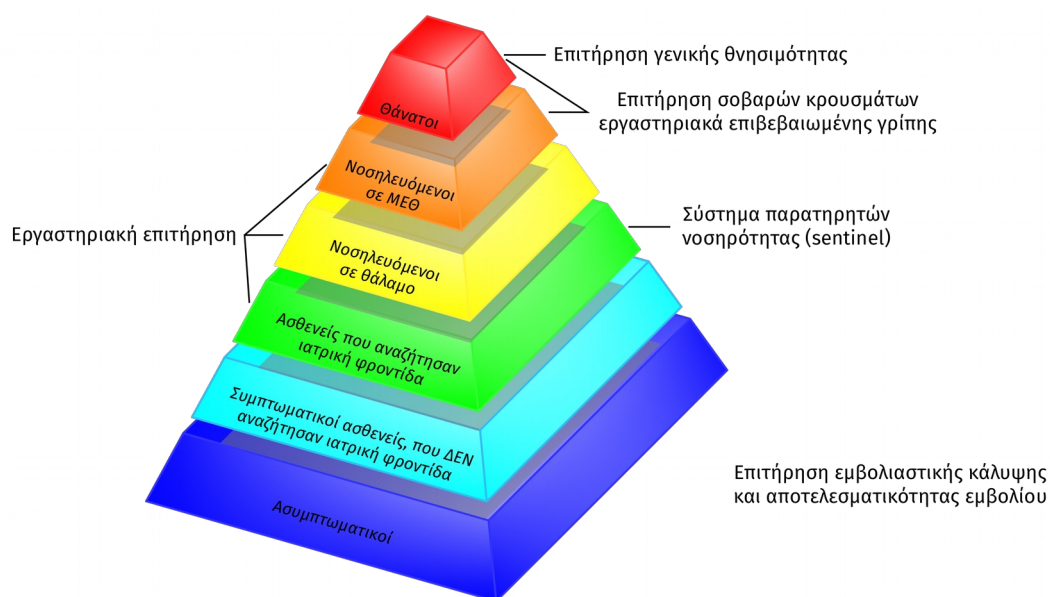 Επιτήρηση γενικής θνησιμότητας
Θάνατοι
Επιτήρηση σοβαρών κρουσμάτων
εργαστηριακά επιβεβαιωμένης γρίπης
Νοσηλευόμενοι
σε ΜΕΘ
Εργαστηριακή επιτήρηση
Σύστημα παρατηρητών
νοσηρότητας (sentinel)
Νοσηλευόμενοι
σε θάλαμο
Ασθενείς που αναζήτησαν
ιατρική φροντίδα
Συμπτωματικοί ασθενείς, που ΔΕΝ
αναζήτησαν ιατρική φροντίδα
Επιτήρηση εμβολιαστικής κάλυψης
και αποτελεσματικότητας εμβολίου
Ασυμπτωματικοί